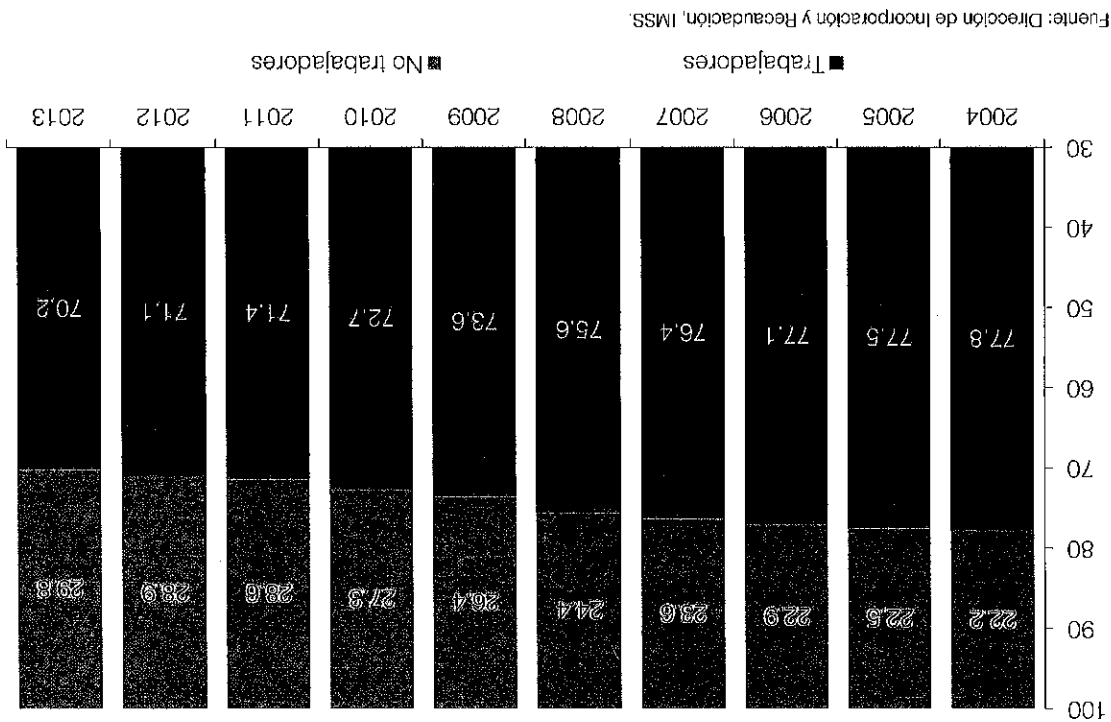 100
90
80
70
60
50
40
30
22.2 22.5 22.9 23.6 24.4 26.4 27.3 28.6 28.9 29.8
77.8 77.5 77.1 76.4 75.6 73.6 72.7 71.4 71.1 70.2
2004 2005 2006 2007 2008 2009 2010 2011 2012 2013
Trabajadores No trabajadores
Fuente: Dirección de Incorporación y Recaudación, IMSS.